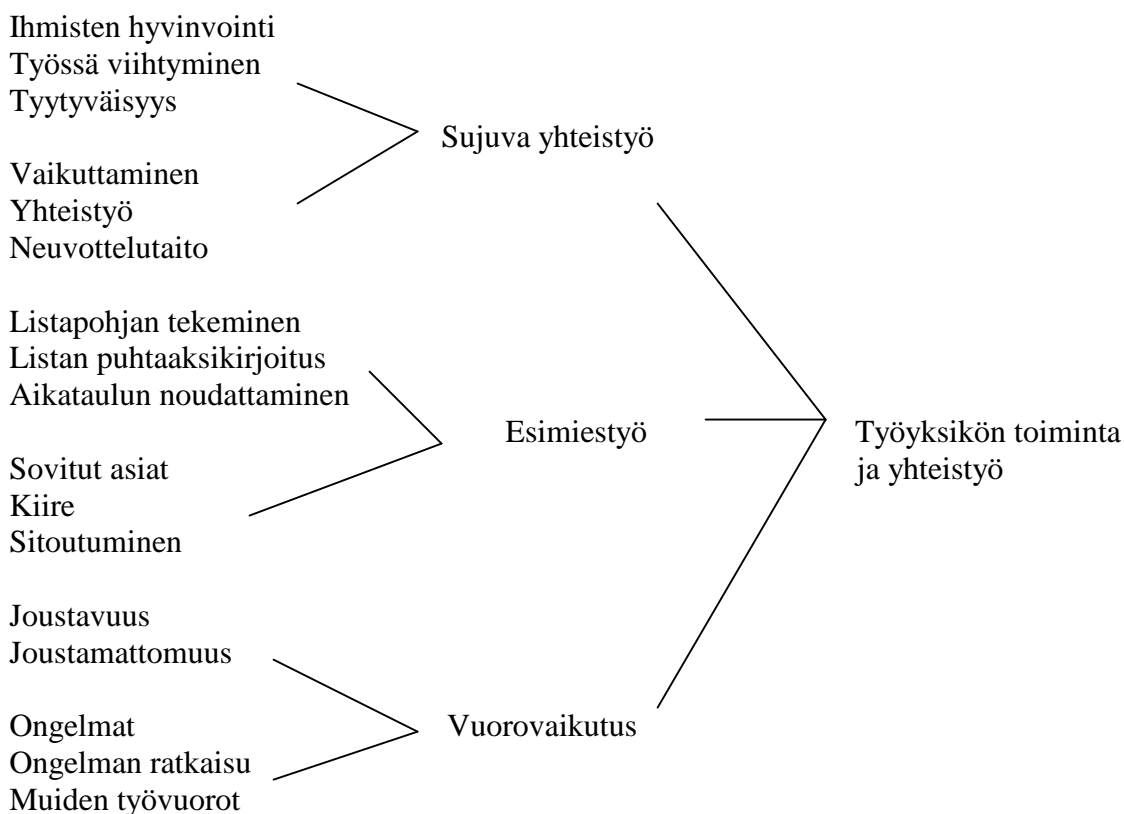 Ihmisten hyvinvointi
Työssä viihtyminen
Tyytyväisyys
Sujuva yhteistyö
Vaikuttaminen
Yhteistyö
Neuvottelutaito
Listapohjan tekeminen
Listan puhtaaksikirjoitus
Aikataulun noudattaminen
Esimiestyö
Työyksikön toiminta
ja yhteistyö
Sovitut asiat
Kiire
Sitoutuminen
Joustavuus
Joustamattomuus
Vuorovaikutus
Ongelmat
Ongelman ratkaisu
Muiden työvuorot